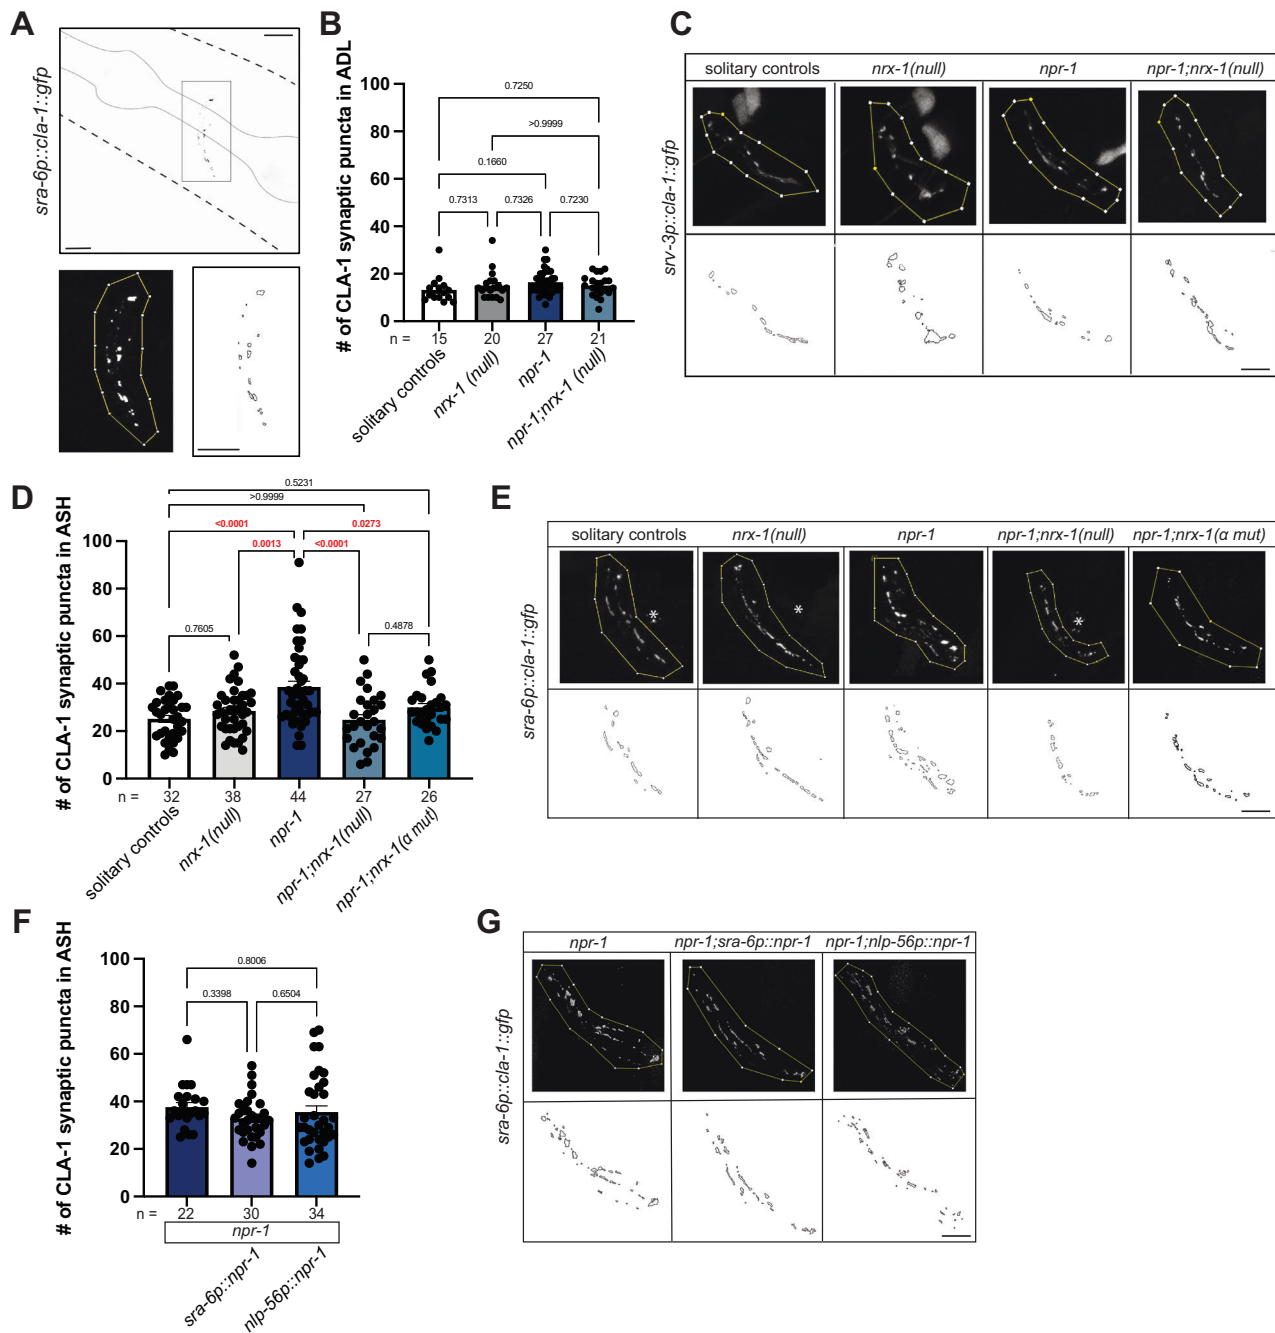 A
sra-6p::cla-1::gfp
B
# of CLA-1 synaptic puncta in ADL
100
80
60
40
20
0
0.7250
>0.9999
0.1660
0.7313
0.7326
0.7230
n =
15
20
27
21
solitary controls
nrx-1 (null)
npr-1
npr-1;nrx-1 (null)
C
solitary controls
nrx-1(null)
npr-1
npr-1;nrx-1(null)
srv-3p::cla-1::gfp
D
# of CLA-1 synaptic puncta in ASH
100
80
60
40
20
0
0.5231
>0.9999
<0.0001
0.0273
0.0013
<0.0001
0.7605
0.4878
n =
32
38
44
27
26
solitary controls
nrx-1(null)
npr-1
npr-1;nrx-1(null)
npr-1;nrx-1(α mut)
E
solitary controls
nrx-1(null)
npr-1
npr-1;nrx-1(null)
npr-1;nrx-1(α mut)
sra-6p::cla-1::gfp
*
*
*
F
# of CLA-1 synaptic puncta in ASH
100
80
60
40
20
0
0.8006
0.3398
0.6504
n =
22
30
34
npr-1
sra-6p::npr-1
nlp-56p::npr-1
G
npr-1
npr-1;sra-6p::npr-1
npr-1;nlp-56p::npr-1
sra-6p::cla-1::gfp